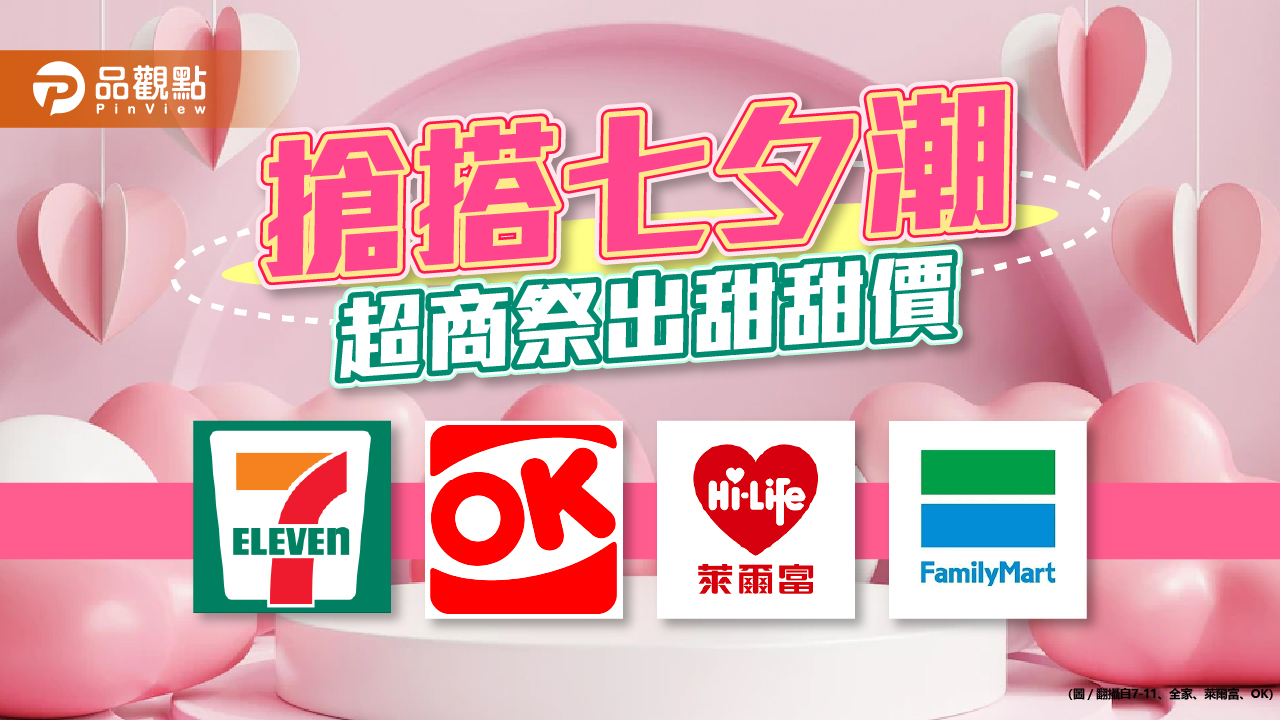 品觀點
PinView
搶搭七夕潮
超商祭出甜甜價
7
ELEVEn
OK
Hi-Life
萊爾富
FamilyMart
(圖／翻攝自7-11、全家、萊爾富、OK)